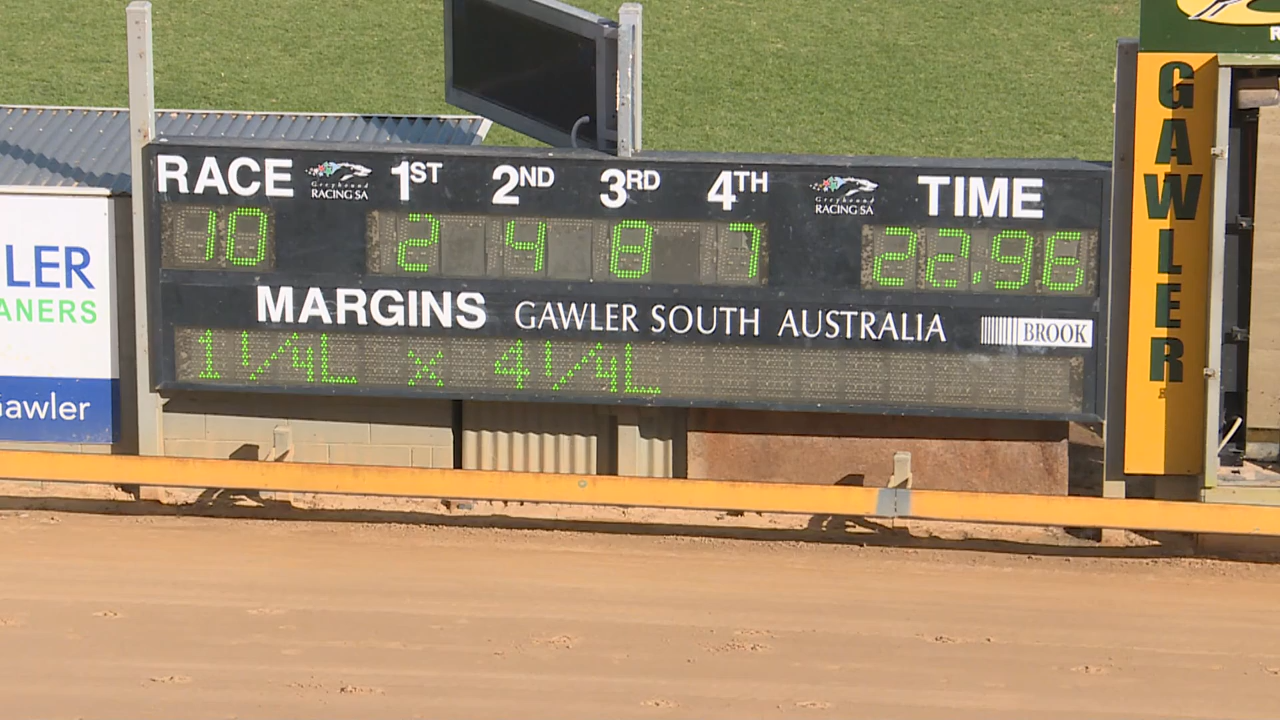 RACE Greyhound RACING SA 1ST 2ND 3RD 4TH Greyhound RACING SA TIME
10 2 4 8 7 22.96
MARGINS GAWLER SOUTH AUSTRALIA BROOK
1 1/4L x 4 1/4L
LER
ANERS
Gawler
GAWLER